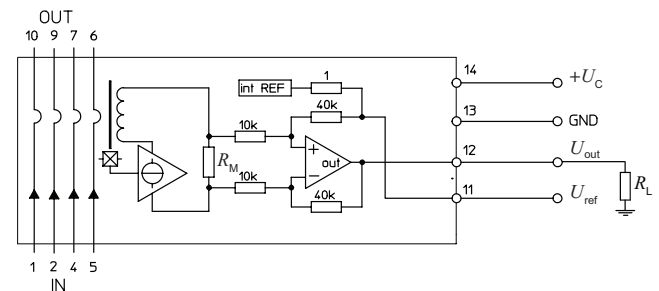 OUT
10 9 7 6
14
+U_C
int REF
1
13
GND
10k
40k
12
U_out
+
out
−
R_M
R_L
10k
40k
11
U_ref
1 2 4 5
IN